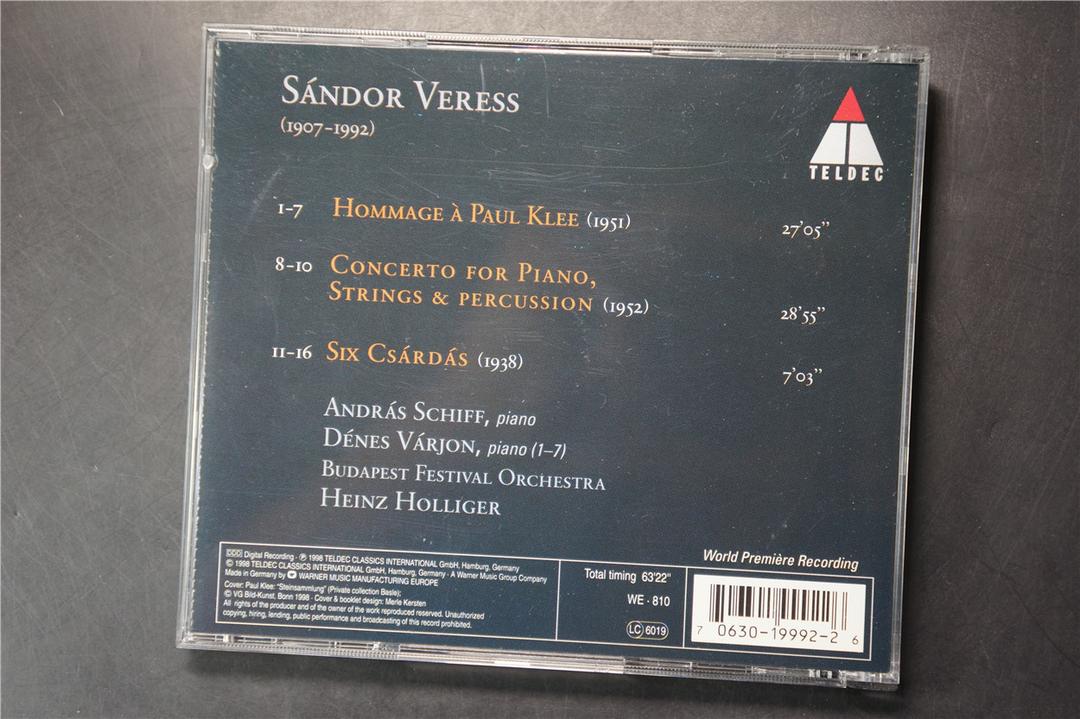 SÁNDOR VERESS
(1907-1992)
TELDEC
1-7 HOMMAGE À PAUL KLEE (1951) 27'05"
8-10 CONCERTO FOR PIANO,
STRINGS & PERCUSSION (1952) 28'55"
11-16 SIX CSÁRDÁS (1938) 7'03"
ANDRÁS SCHIFF, piano
DÉNES VÁRJON, piano (1–7)
BUDAPEST FESTIVAL ORCHESTRA
HEINZ HOLLIGER
DDD Digital Recording · ℗ 1998 TELDEC CLASSICS INTERNATIONAL GmbH, Hamburg, Germany
© 1998 TELDEC CLASSICS INTERNATIONAL GmbH, Hamburg, Germany · A Warner Music Group Company
Made in Germany by WARNER MUSIC MANUFACTURING EUROPE
Cover: Paul Klee: "Steinsammlung" (Private collection Basle);
© VG Bild-Kunst, Bonn 1998 · Cover & booklet design: Merle Kersten
All rights of the producer and of the owner of the work reproduced reserved. Unauthorized
copying, hiring, lending, public performance and broadcasting of this record prohibited.
Total timing 63'22"
WE · 810
LC 6019
World Première Recording
7 0630-19992-2 6